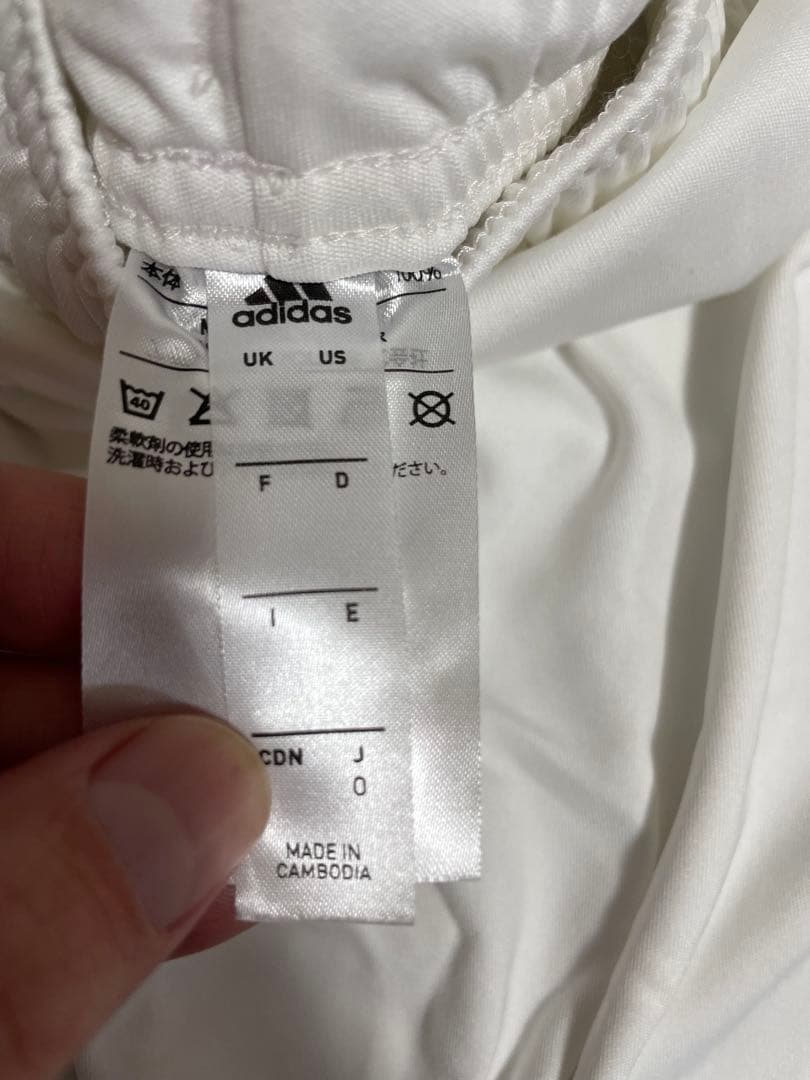 本体 100%
adidas
UK US
40
柔軟剤の使用
洗濯時および ださい。
F D
I E
CDN J
O
MADE IN
CAMBODIA